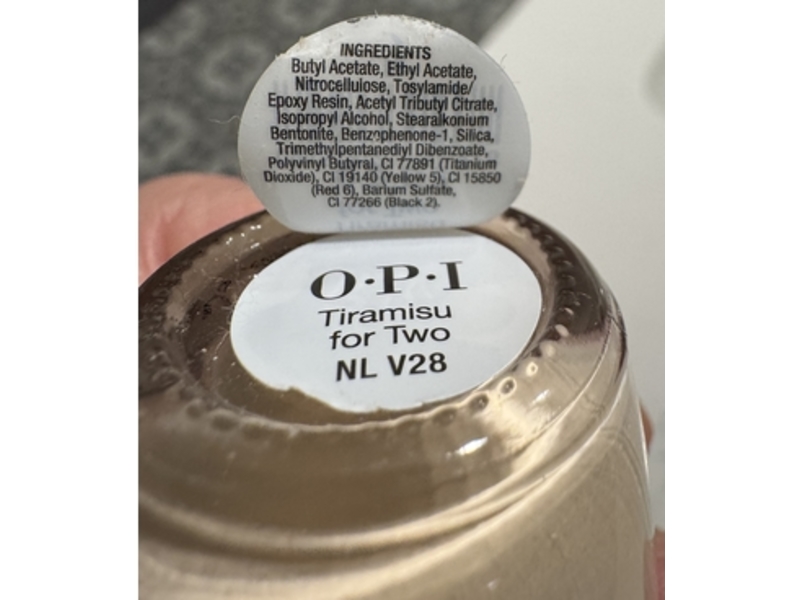 INGREDIENTS
Butyl Acetate, Ethyl Acetate,
Nitrocellulose, Tosylamide/
Epoxy Resin, Acetyl Tributyl Citrate,
Isopropyl Alcohol, Stearalkonium
Bentonite, Benzophenone-1, Silica,
Trimethylpentanediyl Dibenzoate,
Polyvinyl Butyral, CI 77891 (Titanium
Dioxide), CI 19140 (Yellow 5), CI 15850
(Red 6), Barium Sulfate,
CI 77266 (Black 2).
O·P·I
Tiramisu
for Two
NL V28